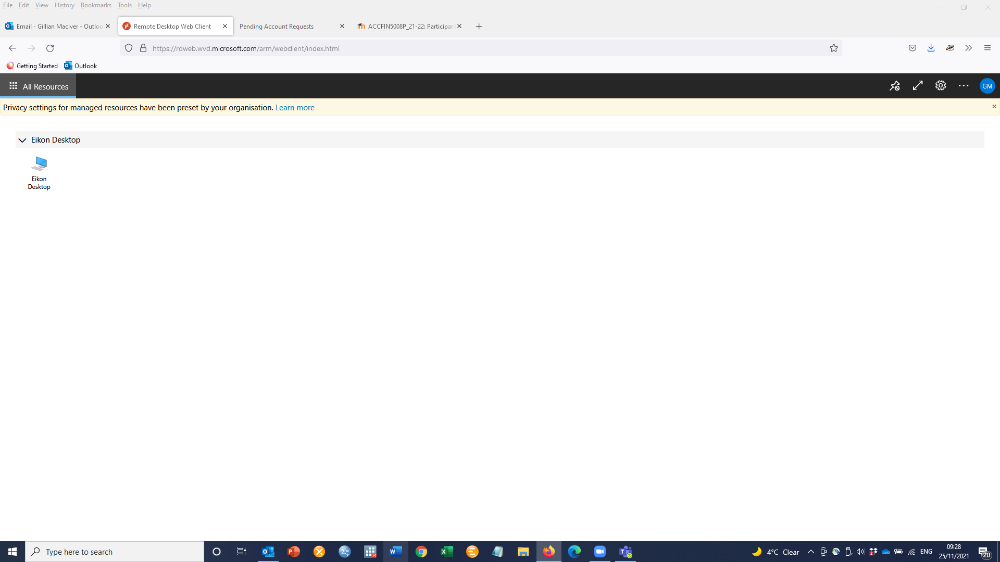 File Edit View History Bookmarks Tools Help
Email - Gillian MacIver - Outloo
Remote Desktop Web Client
Pending Account Requests
ACCFIN5008P_21-22: Participan
https://rdweb.wvd.microsoft.com/arm/webclient/index.html
Getting Started
Outlook
All Resources
GM
Privacy settings for managed resources have been preset by your organisation. Learn more
Eikon Desktop
Eikon
Desktop
Type here to search
14
4°C Clear
ENG
09:28
25/11/2021
20